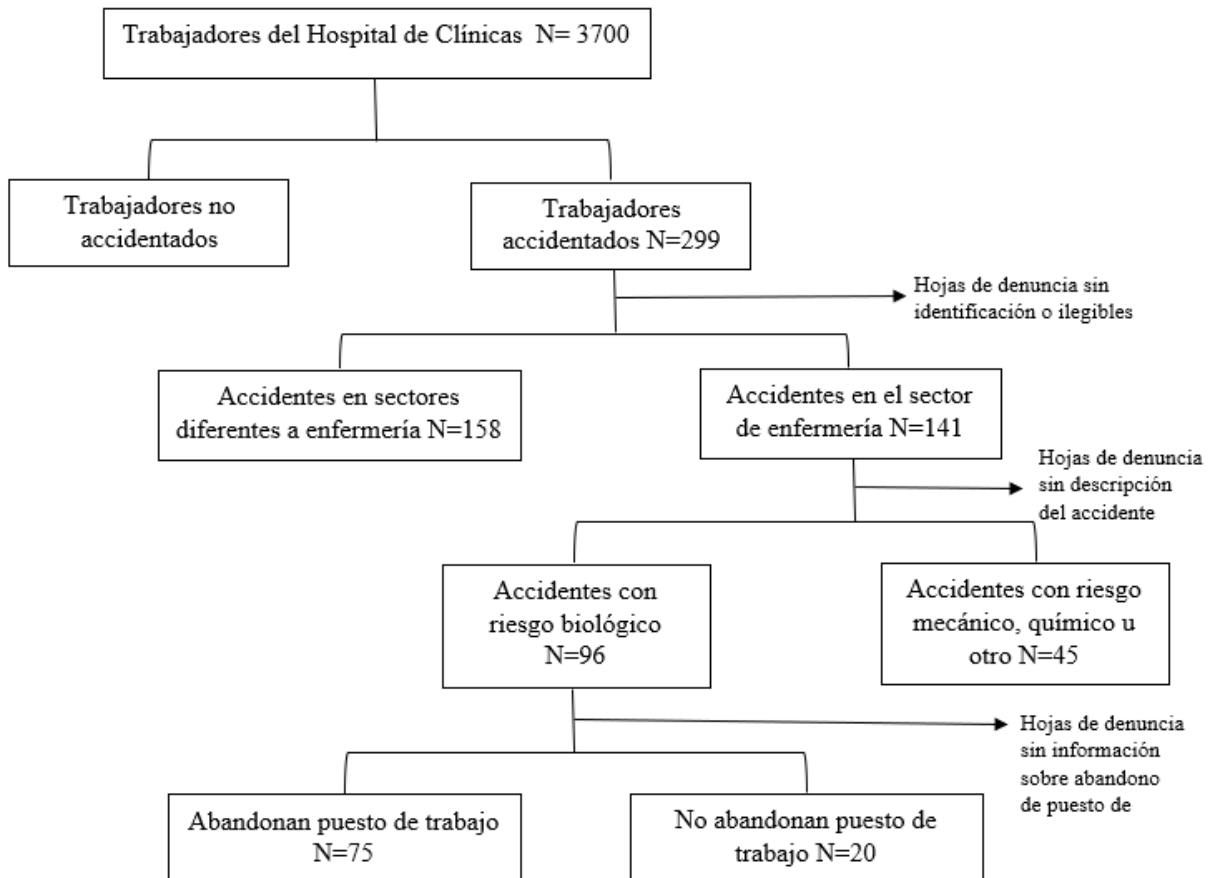 Trabajadores del Hospital de Clínicas N= 3700
Trabajadores no
accidentados
Trabajadores
accidentados N=299
Hojas de denuncia sin
identificación o ilegibles
Accidentes en sectores
diferentes a enfermería N=158
Accidentes en el sector
de enfermería N=141
Hojas de denuncia
sin descripción
del accidente
Accidentes con
riesgo biológico
N=96
Accidentes con riesgo
mecánico, químico u
otro N=45
Hojas de denuncia
sin información
sobre abandono
de puesto de
Abandonan puesto de trabajo
N=75
No abandonan puesto de
trabajo N=20